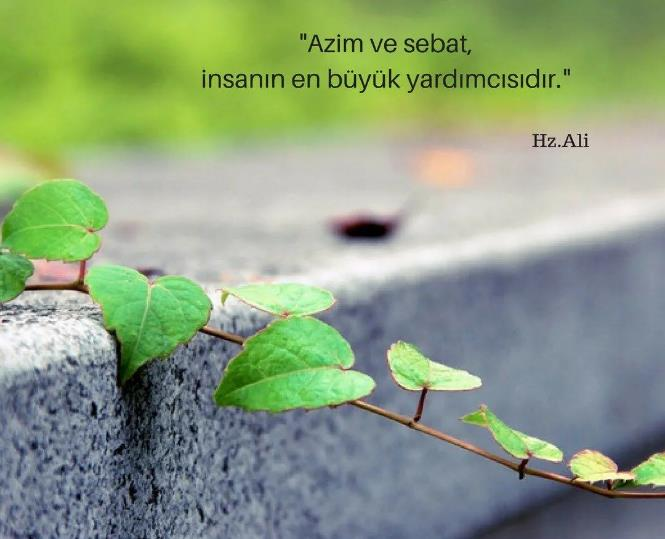 "Azim ve sebat,
insanın en büyük yardımcısıdır."
Hz.Ali